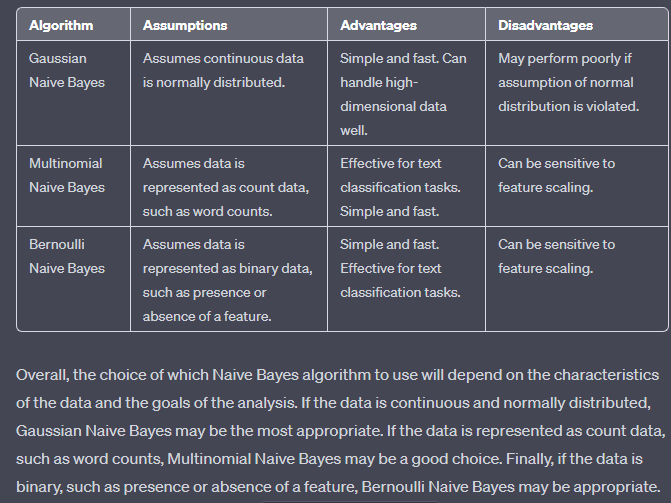 Algorithm Assumptions Advantages Disadvantages
Gaussian Assumes continuous data Simple and fast. Can May perform poorly if
Naive Bayes is normally distributed. handle high- assumption of normal
dimensional data distribution is violated.
well.
Multinomial Assumes data is Effective for text Can be sensitive to
Naive Bayes represented as count data, classification tasks. feature scaling.
such as word counts. Simple and fast.
Bernoulli Assumes data is Simple and fast. Can be sensitive to
Naive Bayes represented as binary data, Effective for text feature scaling.
such as presence or classification tasks.
absence of a feature.
Overall, the choice of which Naive Bayes algorithm to use will depend on the characteristics
of the data and the goals of the analysis. If the data is continuous and normally distributed,
Gaussian Naive Bayes may be the most appropriate. If the data is represented as count data,
such as word counts, Multinomial Naive Bayes may be a good choice. Finally, if the data is
binary, such as presence or absence of a feature, Bernoulli Naive Bayes may be appropriate.